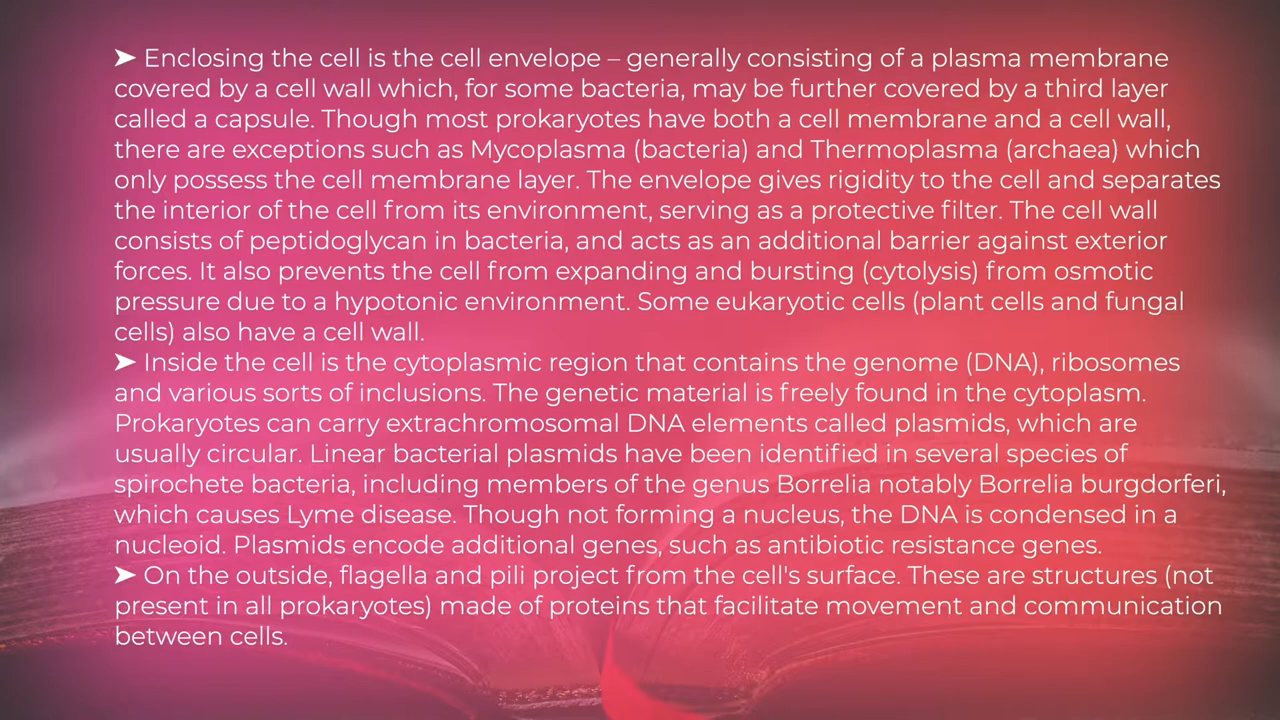 ➤ Enclosing the cell is the cell envelope – generally consisting of a plasma membrane
covered by a cell wall which, for some bacteria, may be further covered by a third layer
called a capsule. Though most prokaryotes have both a cell membrane and a cell wall,
there are exceptions such as Mycoplasma (bacteria) and Thermoplasma (archaea) which
only possess the cell membrane layer. The envelope gives rigidity to the cell and separates
the interior of the cell from its environment, serving as a protective filter. The cell wall
consists of peptidoglycan in bacteria, and acts as an additional barrier against exterior
forces. It also prevents the cell from expanding and bursting (cytolysis) from osmotic
pressure due to a hypotonic environment. Some eukaryotic cells (plant cells and fungal
cells) also have a cell wall.
➤ Inside the cell is the cytoplasmic region that contains the genome (DNA), ribosomes
and various sorts of inclusions. The genetic material is freely found in the cytoplasm.
Prokaryotes can carry extrachromosomal DNA elements called plasmids, which are
usually circular. Linear bacterial plasmids have been identified in several species of
spirochete bacteria, including members of the genus Borrelia notably Borrelia burgdorferi,
which causes Lyme disease. Though not forming a nucleus, the DNA is condensed in a
nucleoid. Plasmids encode additional genes, such as antibiotic resistance genes.
➤ On the outside, flagella and pili project from the cell's surface. These are structures (not
present in all prokaryotes) made of proteins that facilitate movement and communication
between cells.